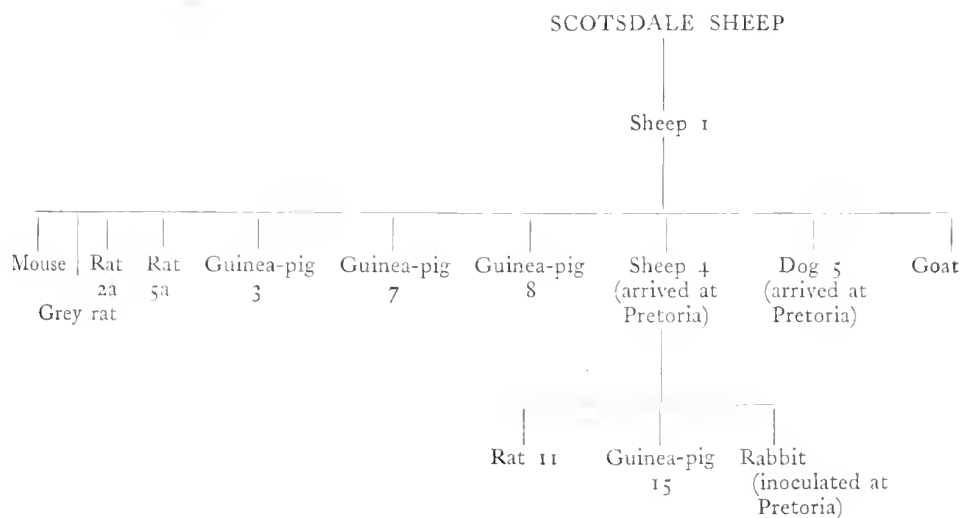 SCOTSDALE SHEEP
Sheep 1
Mouse Rat Rat Guinea-pig Guinea-pig Guinea-pig Sheep 4 Dog 5 Goat
2a 5a 3 7 8 (arrived at (arrived at
Grey rat Pretoria) Pretoria)
Rat 11 Guinea-pig Rabbit
15 (inoculated at
Pretoria)